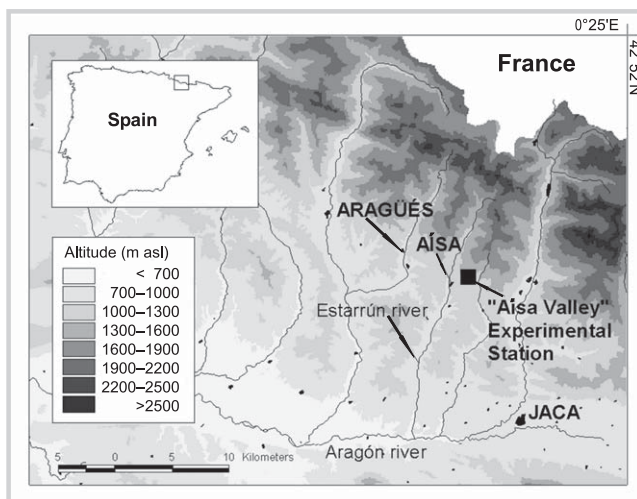 0°25'E
42 52'N
France
Spain
ARAGÜÉS
AÍSA
Altitude (m asl)
< 700
700–1000
1000–1300
1300–1600
1600–1900
1900–2200
2200–2500
>2500
Estarrún river
"Aisa Valley"
Experimental
Station
JACA
Aragón river
5 0 5 10 Kilometers